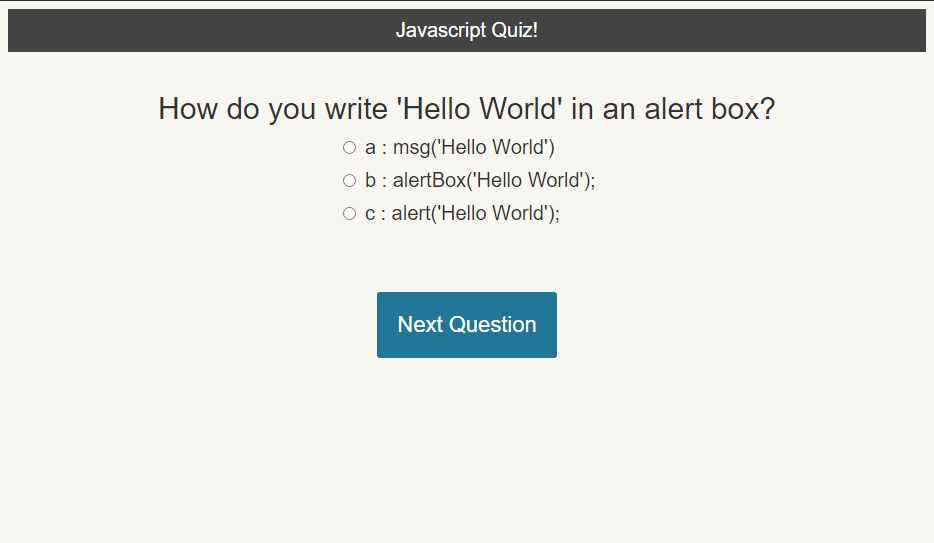 Javascript Quiz!
How do you write 'Hello World' in an alert box?
a : msg('Hello World')
b : alertBox('Hello World');
c : alert('Hello World');
Next Question